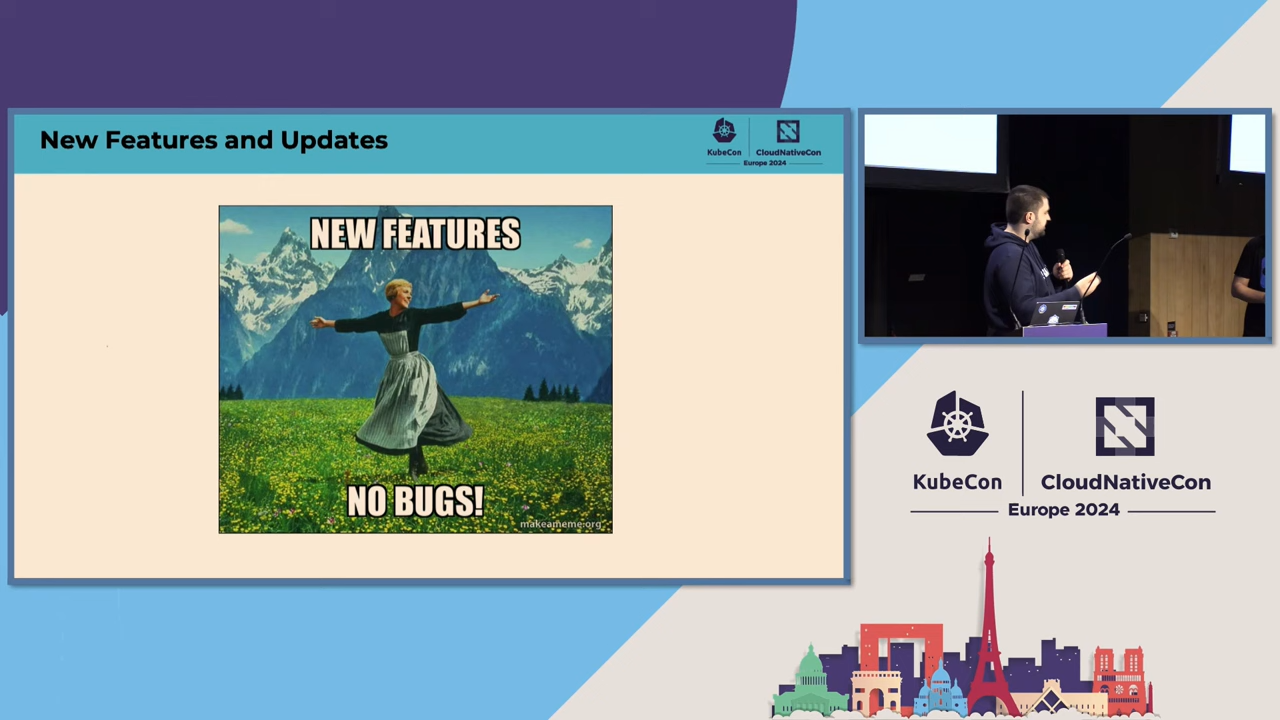 New Features and Updates
KubeCon
CloudNativeCon
Europe 2024
NEW FEATURES
NO BUGS!
makeameme.org
KubeCon
CloudNativeCon
Europe 2024